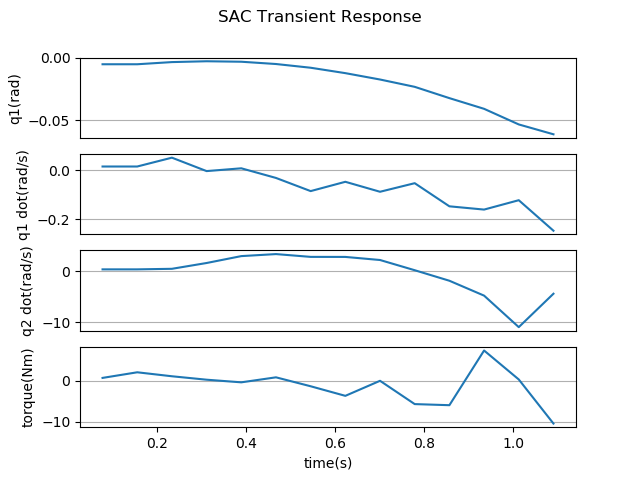 SAC Transient Response
0.00
−0.05
q1(rad)
0.0
−0.2
q1 dot(rad/s)
0
−10
q2 dot(rad/s)
0
−10
torque(Nm)
0.2 0.4 0.6 0.8 1.0
time(s)